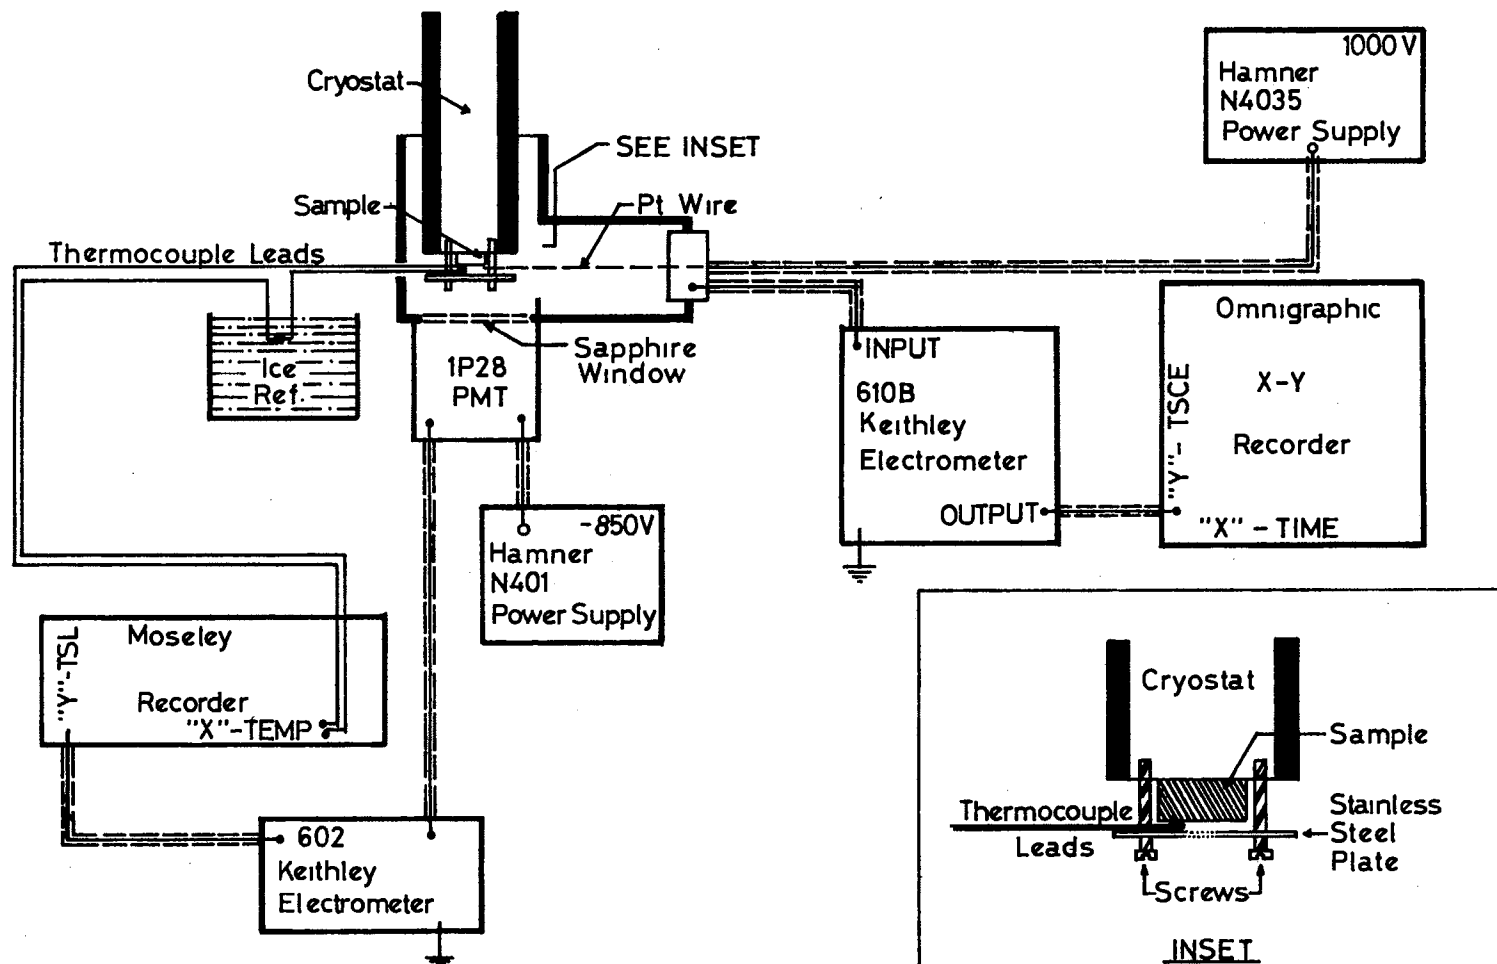 1000 V
Hamner
N4035
Power Supply
Cryostat
SEE INSET
Sample
Pt Wire
Thermocouple Leads
Ice
Ref.
Sapphire
Window
1P28
PMT
INPUT
610B
Keithley
Electrometer
OUTPUT
Omnigraphic
X-Y
Recorder
"Y"- TSCE
"X" - TIME
-850V
Hamner
N401
Power Supply
Moseley
Recorder
"Y"-TSL
"X"-TEMP
602
Keithley
Electrometer
Cryostat
Sample
Thermocouple
Leads
Stainless
Steel
Plate
Screws
INSET